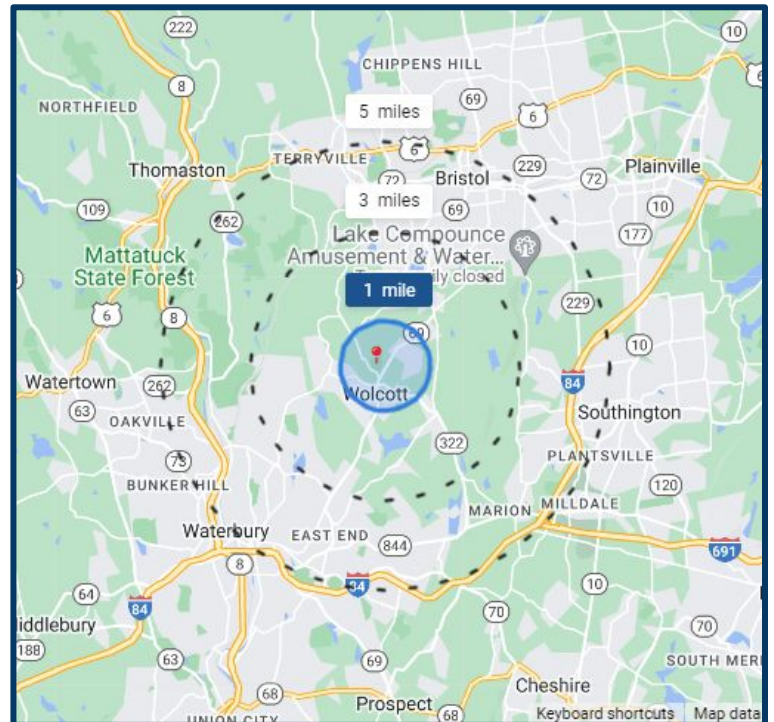 222
10
CHIPPENS HILL
8
6
69
NORTHFIELD
5 miles
6
TERRYVILLE
6
Thomaston
229
Plainville
72
Bristol
72
3 miles
109
262
69
10
Lake Compounce
177
Amusement & Water...
closed
Mattatuck
State Forest
1 mile
229
6
8
69
10
Watertown
262
84
Wolcott
63
Southington
OAKVILLE
322
73
PLANTSVILLE
BUNKER HILL
120
MARION
MILLDALE
Waterbury
EAST END
844
691
8
64
84
84
10
iddlebury
70
70
188
63
69
SOUTH MERI
68
Cheshire
Prospect
68
UNION CITY
Keyboard shortcuts
Map data